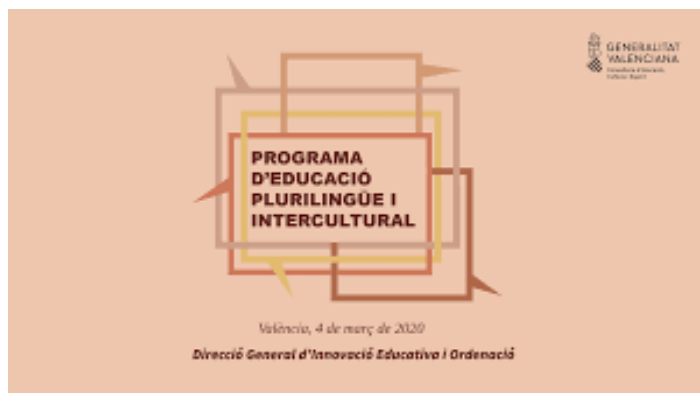 GENERALITAT
VALENCIANA
PROGRAMA
D'EDUCACIÓ
PLURILINGÜE I
INTERCULTURAL
València, 4 de març de 2020
Direcció General d'Innovació Educativa i Ordenació